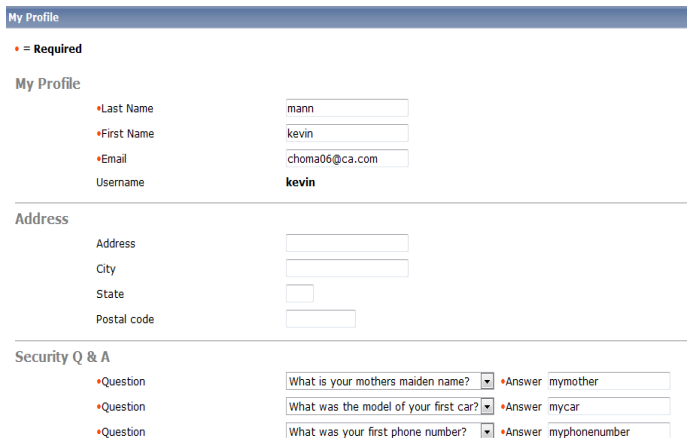 My Profile
• = Required
My Profile
•Last Name mann
•First Name kevin
•Email choma06@ca.com
Username kevin
Address
Address
City
State
Postal code
Security Q & A
•Question What is your mothers maiden name? •Answer mymother
•Question What was the model of your first car? •Answer mycar
•Question What was your first phone number? •Answer myphonenumber